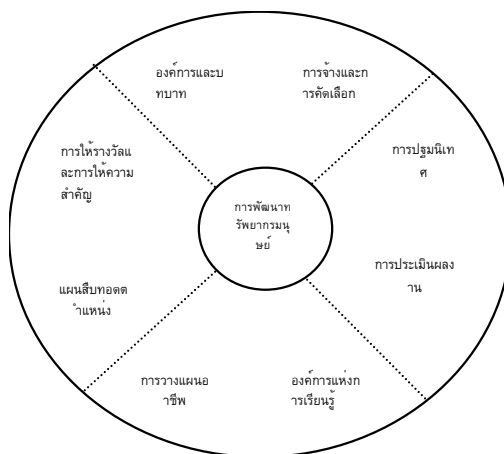 องค์การและบ
ทบาท
การจ้างและก
ารคัดเลือก
การให้รางวัลแ
ละการให้ความ
สำคัญ
การปฐมนิเท
ศ
การพัฒนาท
รัพยากรมนุ
ษย์
การประเมินผลง
าน
แผนสืบทอดต
ำแหน่ง
การวางแผนอ
าชีพ
องค์การแห่งก
ารเรียนรู้